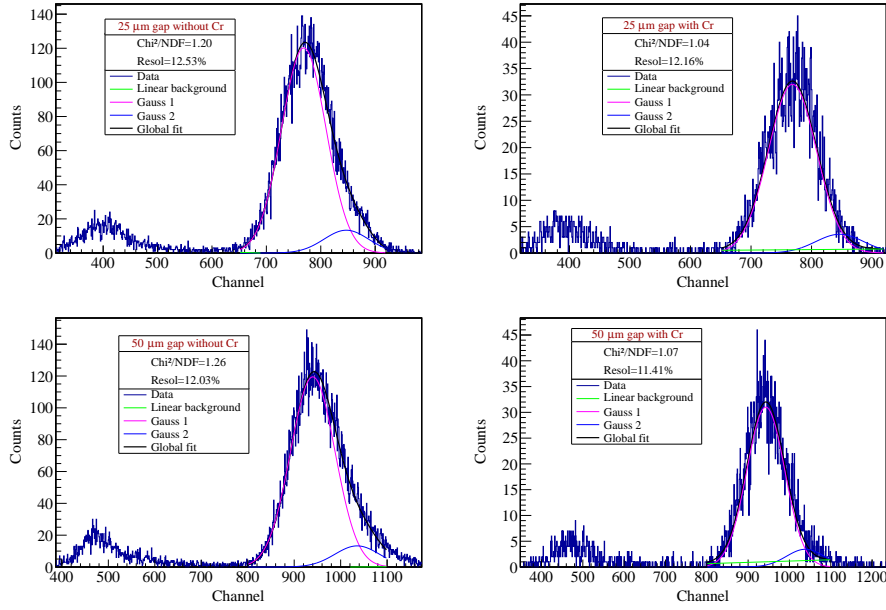 25 μm gap without Cr
Chi²/NDF=1.20
Resol=12.53%
Data
Linear background
Gauss 1
Gauss 2
Global fit
Counts
0
20
40
60
80
100
120
140
400
500
600
700
800
900
Channel
25 μm gap with Cr
Chi²/NDF=1.04
Resol=12.16%
Data
Linear background
Gauss 1
Gauss 2
Global fit
Counts
0
5
10
15
20
25
30
35
40
45
400
500
600
700
800
900
Channel
50 μm gap without Cr
Chi²/NDF=1.26
Resol=12.03%
Data
Linear background
Gauss 1
Gauss 2
Global fit
Counts
0
20
40
60
80
100
120
140
400
500
600
700
800
900
1000
1100
Channel
50 μm gap with Cr
Chi²/NDF=1.07
Resol=11.41%
Data
Linear background
Gauss 1
Gauss 2
Global fit
Counts
0
5
10
15
20
25
30
35
40
45
400
500
600
700
800
900
1000
1100
1200
Channel